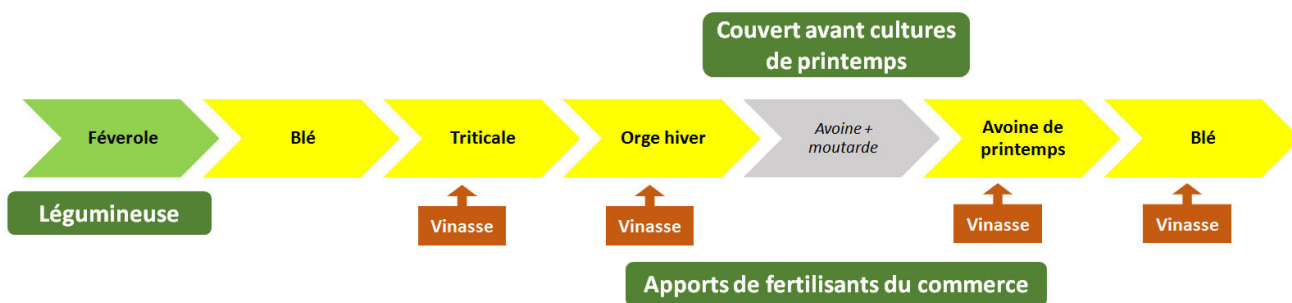 Couvert avant cultures
de printemps
Féverole
Blé
Triticale
Orge hiver
Avoine +
moutarde
Avoine de
printemps
Blé
Légumineuse
Vinasse
Vinasse
Vinasse
Vinasse
Apports de fertilisants du commerce